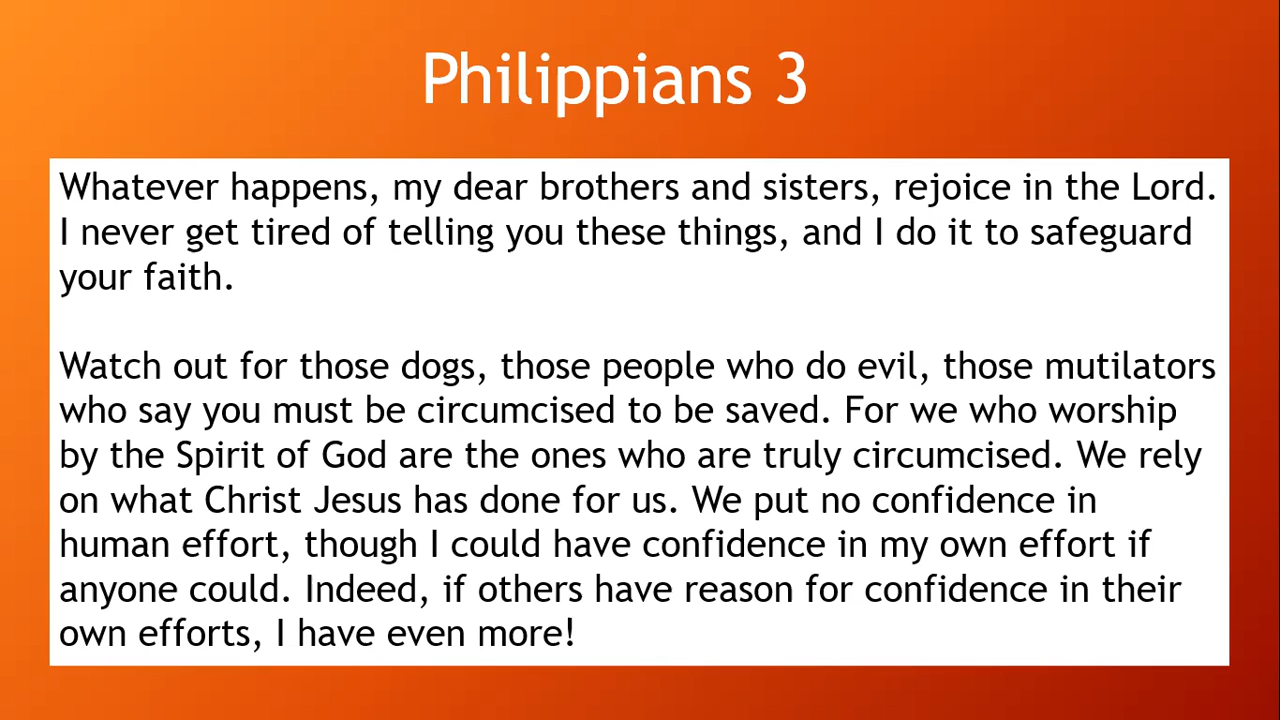 Philippians 3
Whatever happens, my dear brothers and sisters, rejoice in the Lord.
I never get tired of telling you these things, and I do it to safeguard
your faith.
Watch out for those dogs, those people who do evil, those mutilators
who say you must be circumcised to be saved. For we who worship
by the Spirit of God are the ones who are truly circumcised. We rely
on what Christ Jesus has done for us. We put no confidence in
human effort, though I could have confidence in my own effort if
anyone could. Indeed, if others have reason for confidence in their
own efforts, I have even more!